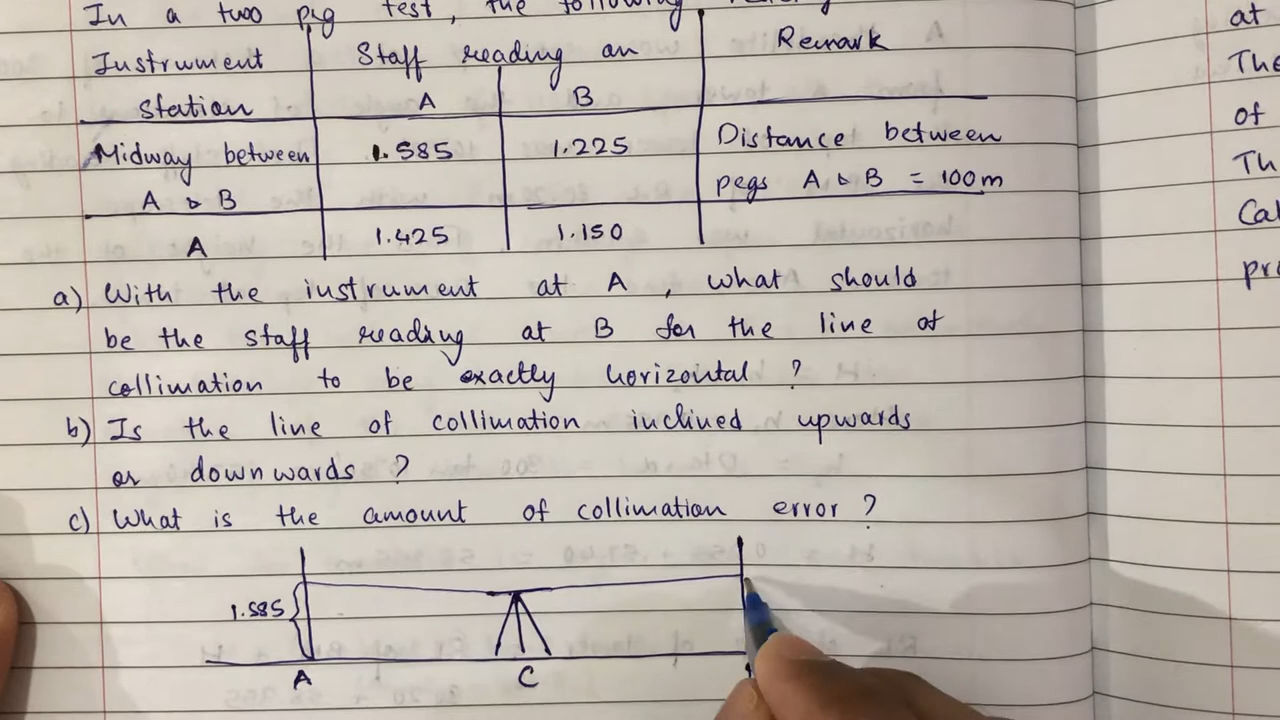 In a two peg test, the following
Instrument Station | Staff reading on | Remark
A | B
Midway between A & B | 1.585 | 1.225 | Distance between pegs A & B = 100m
A | 1.425 | 1.150
a) With the instrument at A, what should
be the staff reading at B for the line of
collimation to be exactly horizontal ?
b) Is the line of collimation inclined upwards
or downwards ?
c) What is the amount of collimation error ?
1.585
A C
at
The
of
Th
Cal
pr